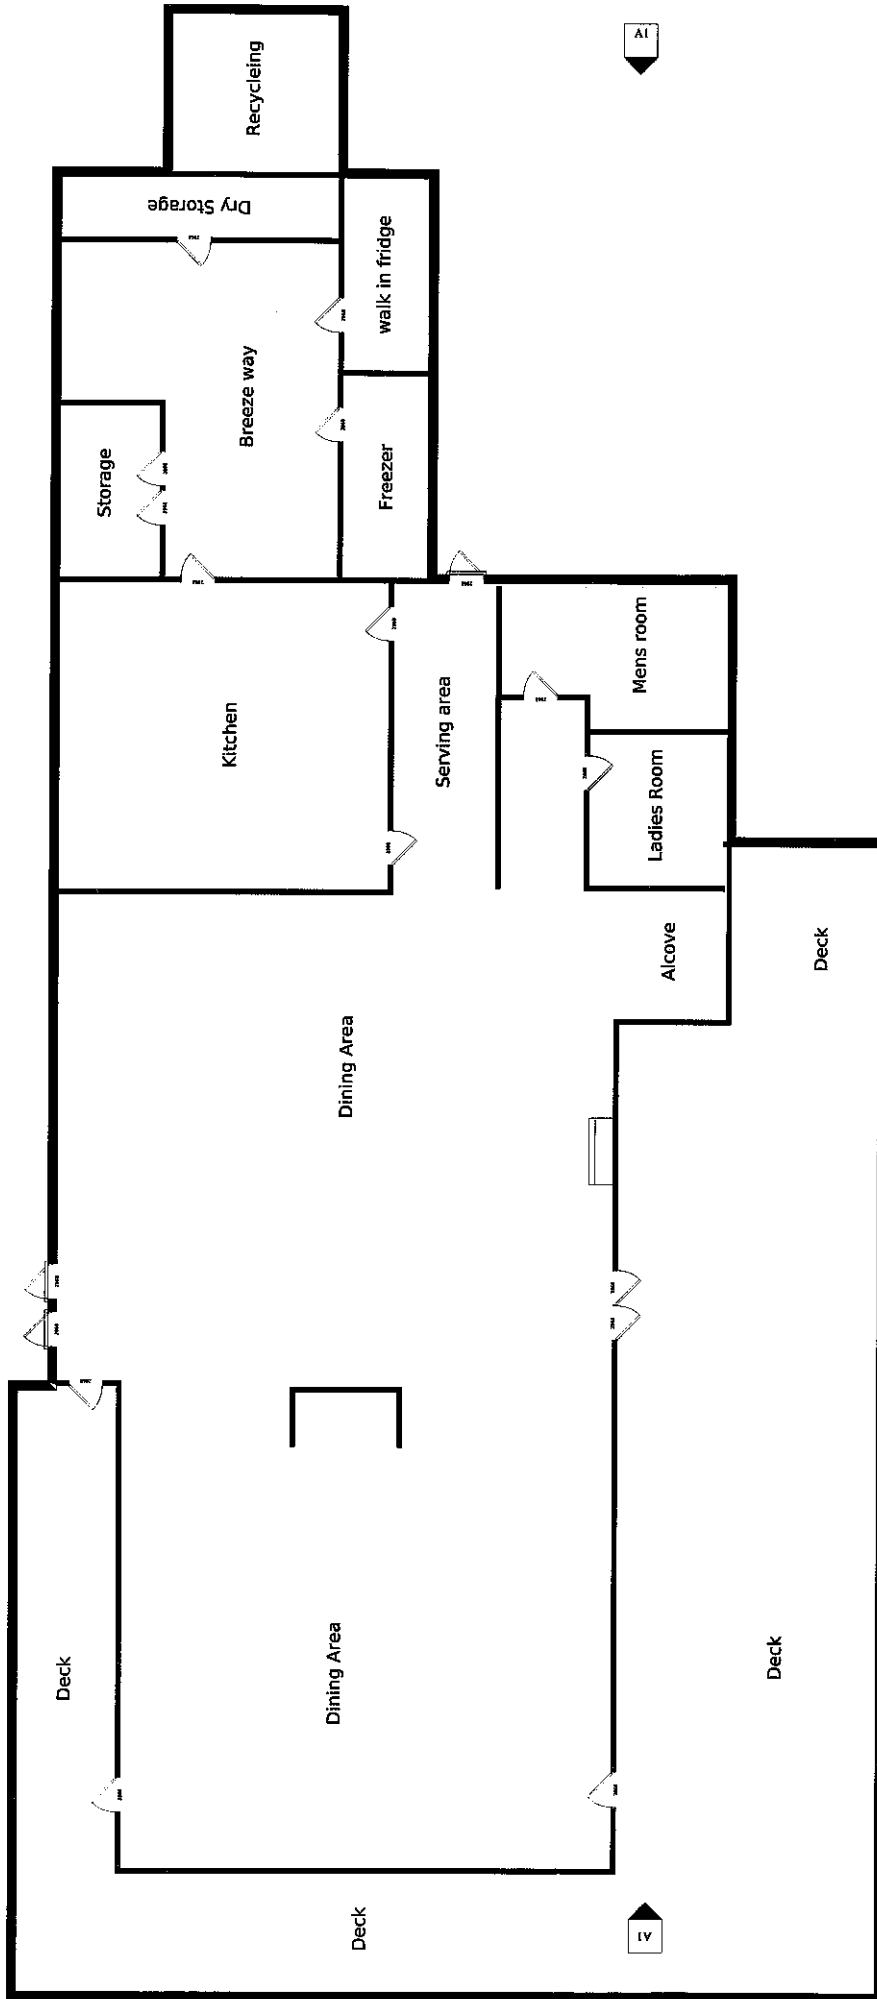 A1
Recycleing
Dry Storage
walk in fridge
Breeze way
Storage
Freezer
Mens room
Serving area
Kitchen
Ladies Room
Alcove
Deck
Dining Area
Deck
Dining Area
Deck
Deck
A1